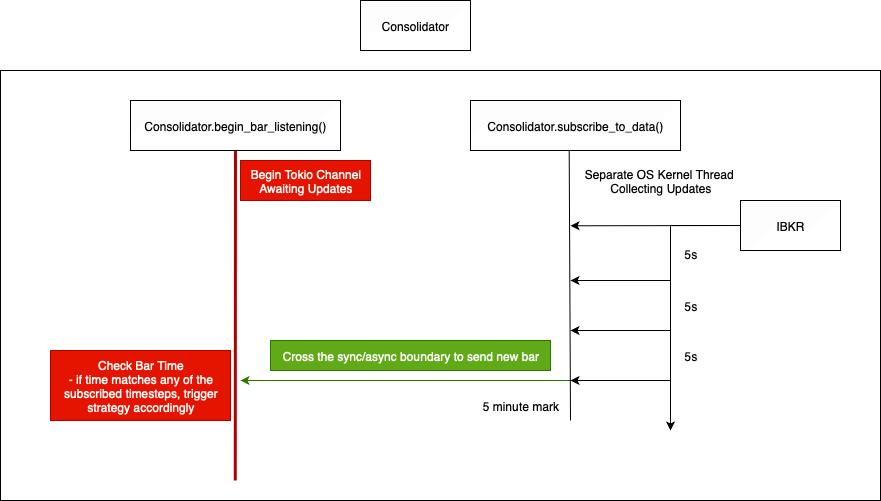 Consolidator
Consolidator.begin_bar_listening()
Consolidator.subscribe_to_data()
Begin Tokio Channel
Awaiting Updates
Separate OS Kernel Thread
Collecting Updates
IBKR
5s
5s
5s
Cross the sync/async boundary to send new bar
Check Bar Time
- if time matches any of the
subscribed timesteps, trigger
strategy accordingly
5 minute mark